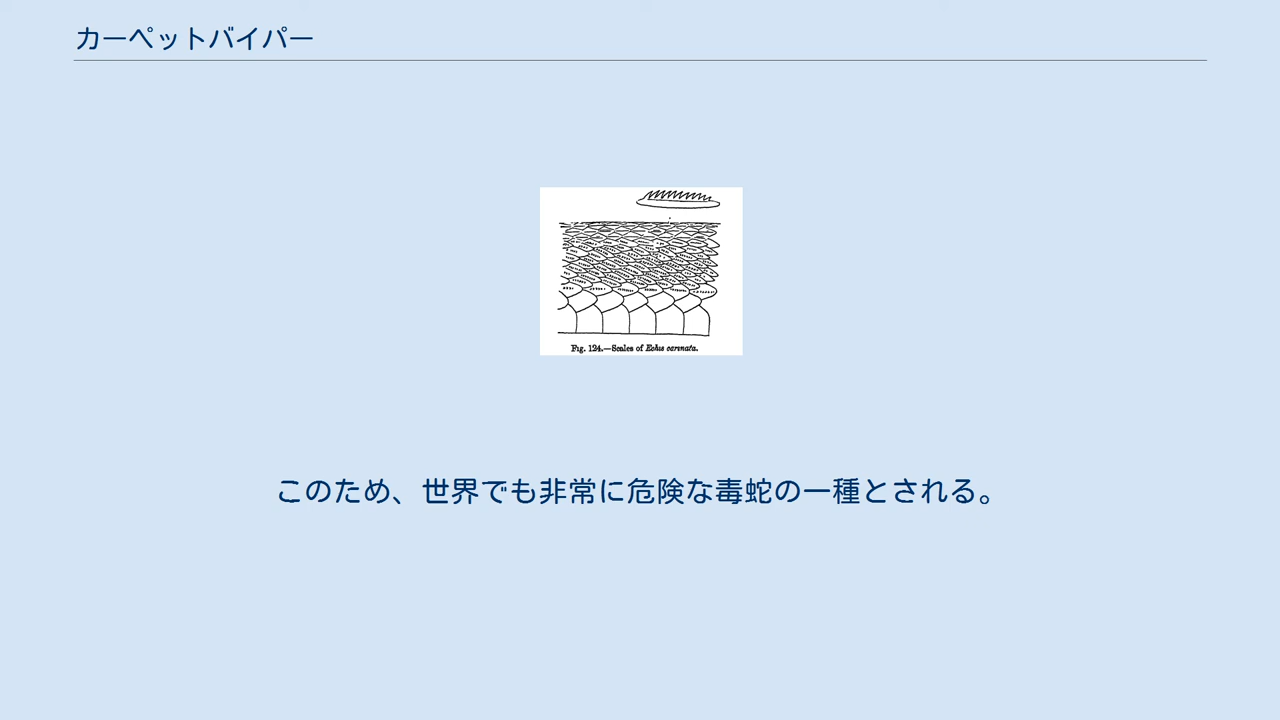 カーペットバイパー
Fig. 124.—Scales of Echis carinata.
このため、世界でも非常に危険な毒蛇の一種とされる。